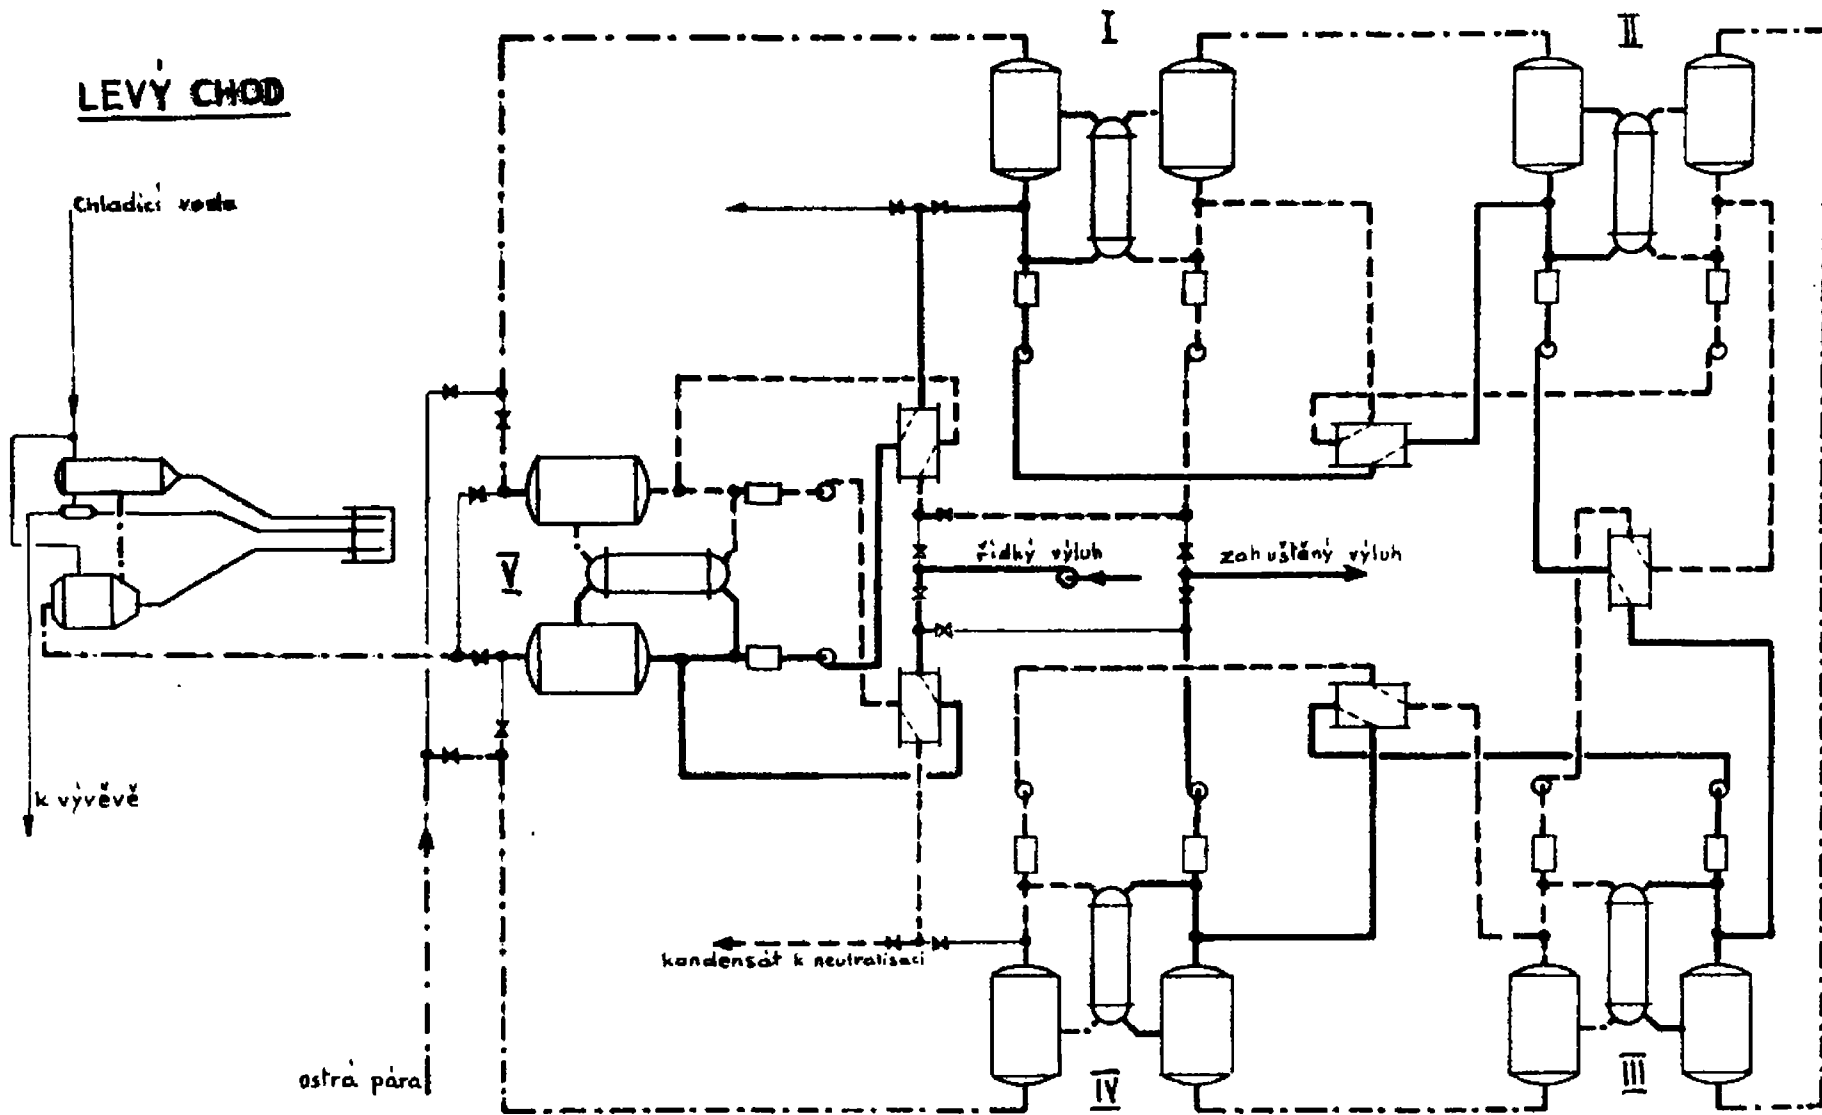 LEVÝ CHOD
I
II
Chladicí voda
V
řídký výluh
zahuštěný výluh
k vývěvě
kondensát k neutralisaci
ostrá pára
IV
III